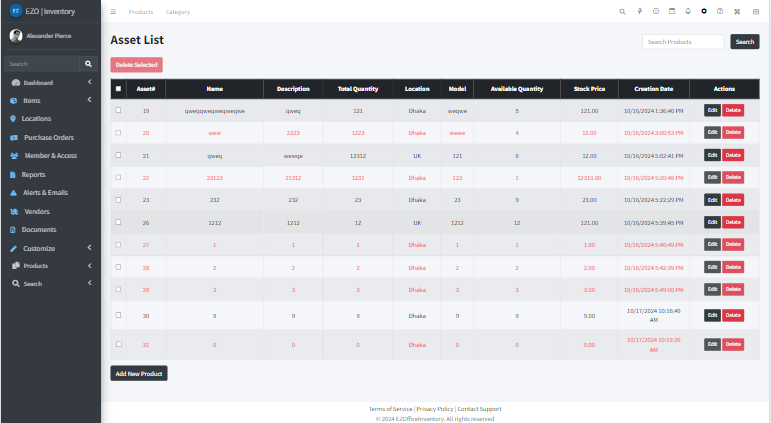 EZ EZO | Inventory
☰ Products Category
Alexander Pierce
Search
Dashboard
Items
Locations
Purchase Orders
Member & Access
Reports
Alerts & Emails
Vendors
Documents
Customize
Products
Search
Asset List
Search Products Search
Delete Selected
Asset# Name Description Total Quantity Location Model Available Quantity Stock Price Creation Date Actions
19 qweqqweqweqweqwe qweq 121 Dhaka weqwe 5 121.00 10/16/2024 1:36:40 PM Edit Delete
20 wew 2323 1223 Dhaka wewe 4 12.00 10/16/2024 3:00:53 PM Edit Delete
21 qweq wewqe 12312 UK 121 6 12.00 10/16/2024 5:02:41 PM Edit Delete
22 23123 21312 1231 Dhaka 123 1 12313.00 10/16/2024 5:20:46 PM Edit Delete
23 232 232 23 Dhaka 23 9 23.00 10/16/2024 5:22:29 PM Edit Delete
26 1212 1212 12 UK 1212 12 121.00 10/16/2024 5:39:45 PM Edit Delete
27 1 1 1 Dhaka 1 1 1.00 10/16/2024 5:40:49 PM Edit Delete
28 2 2 2 Dhaka 2 2 2.00 10/16/2024 5:42:39 PM Edit Delete
29 3 3 3 Dhaka 3 3 3.00 10/16/2024 5:49:00 PM Edit Delete
30 9 9 9 Dhaka 9 9 9.00 10/17/2024 10:16:49 AM Edit Delete
31 0 0 0 Dhaka 0 0 0.00 10/17/2024 10:19:26 AM Edit Delete
Add New Product
Terms of Service | Privacy Policy | Contact Support
© 2024 EZOfficeInventory. All rights reserved